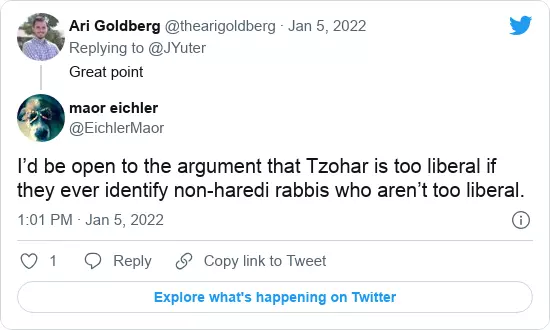 Ari Goldberg @thearigoldberg · Jan 5, 2022
Replying to @JYuter
Great point
maor eichler
@EichlerMaor
I’d be open to the argument that Tzohar is too liberal if
they ever identify non-haredi rabbis who aren’t too liberal.
1:01 PM · Jan 5, 2022
1 Reply Copy link to Tweet
Explore what's happening on Twitter